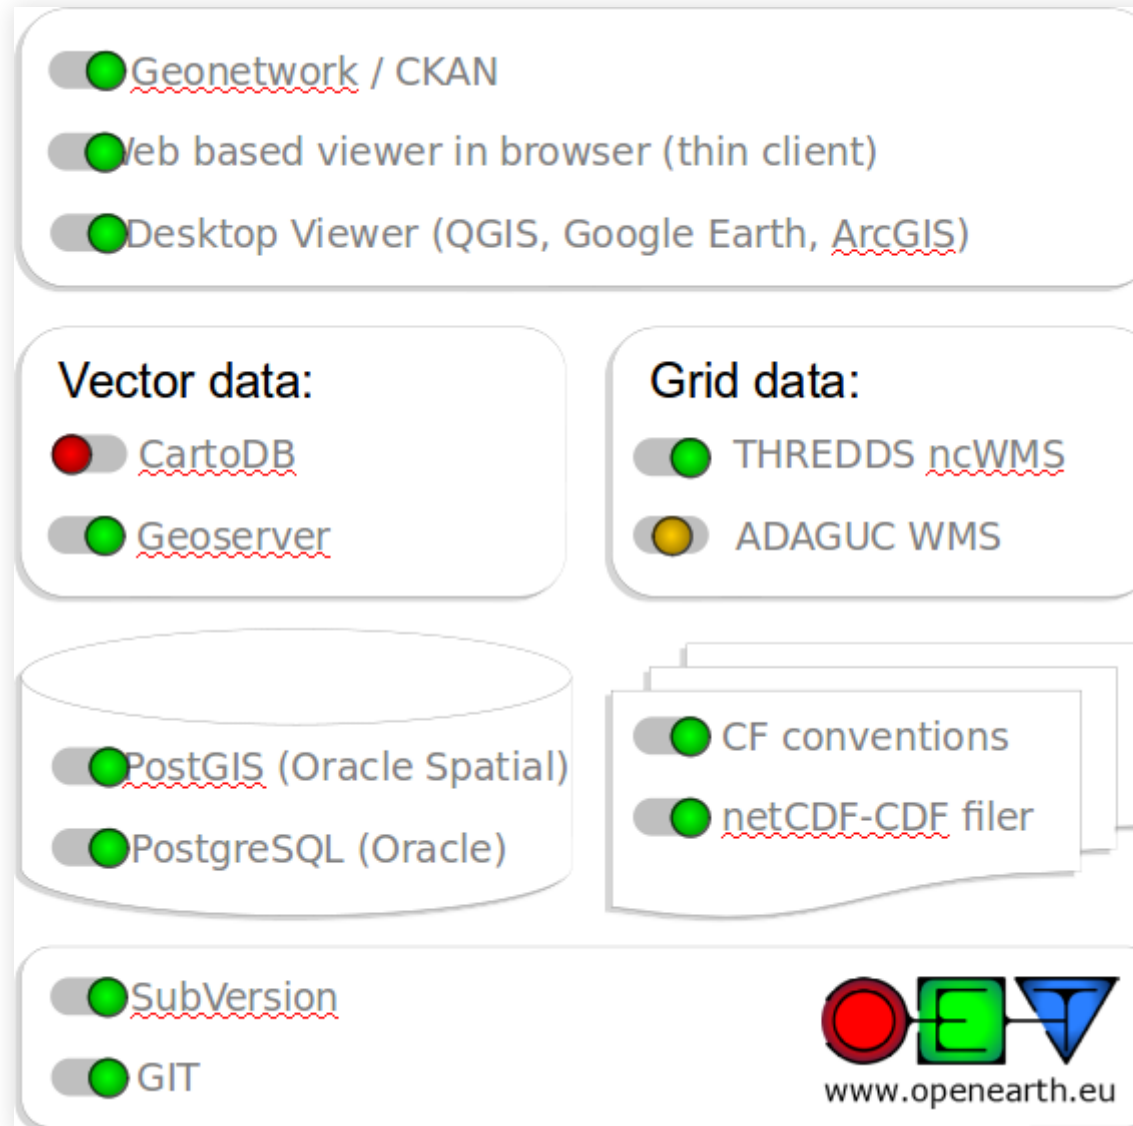 Geonetwork / CKAN
Web based viewer in browser (thin client)
Desktop Viewer (QGIS, Google Earth, ArcGIS)
Vector data:
CartoDB
Geoserver
Grid data:
THREDDS ncWMS
ADAGUC WMS
PostGIS (Oracle Spatial)
PostgreSQL (Oracle)
CF conventions
netCDF-CDF filer
SubVersion
GIT
OET
www.openearth.eu